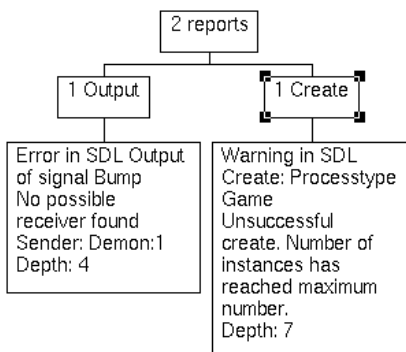 2 reports
1 Output
1 Create
Error in SDL Output
of signal Bump
No possible
receiver found
Sender: Demon:1
Depth: 4
Warning in SDL
Create: Processtype
Game
Unsuccessful
create. Number of
instances has
reached maximum
number.
Depth: 7